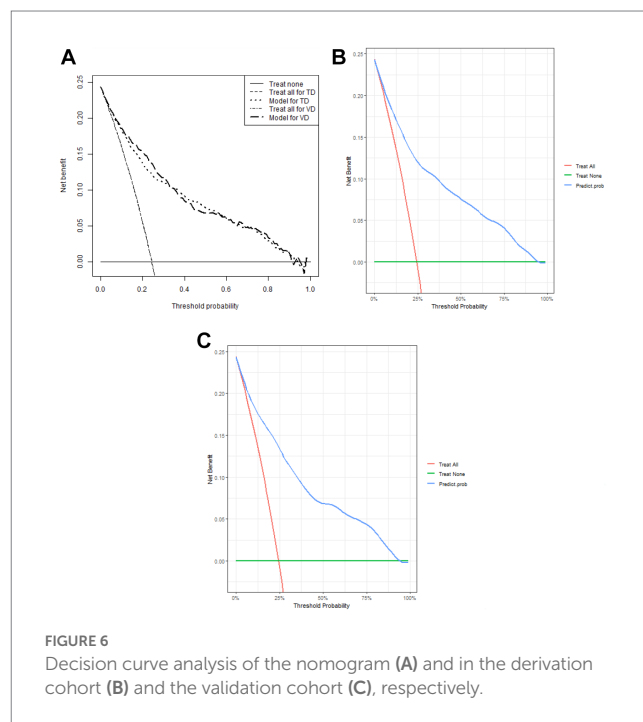 A
Treat none
Treat all for TD
Model for TD
Treat all for VD
Model for VD
Net benefit
0.25
0.20
0.15
0.10
0.05
0.00
0.0 0.2 0.4 0.6 0.8 1.0
Threshold probability
B
Net Benefit
0.25
0.20
0.15
0.10
0.05
0.00
0% 25% 50% 75% 100%
Threshold Probability
Treat All
Treat None
Predict.prob
C
Net Benefit
0.25
0.20
0.15
0.10
0.05
0.00
0% 25% 50% 75% 100%
Threshold Probability
Treat All
Treat None
Predict.prob
FIGURE 6
Decision curve analysis of the nomogram (A) and in the derivation
cohort (B) and the validation cohort (C), respectively.